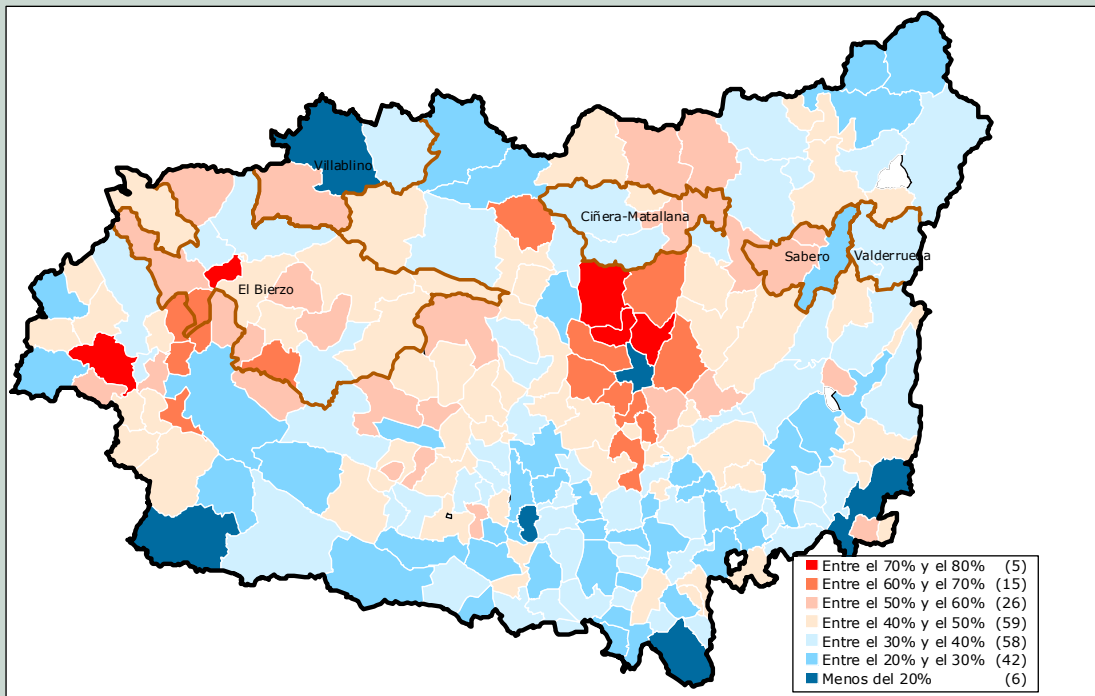 Villablino
Ciñera-Matallana
Sabero
Valderrueda
El Bierzo
Entre el 70% y el 80% (5)
Entre el 60% y el 70% (15)
Entre el 50% y el 60% (26)
Entre el 40% y el 50% (59)
Entre el 30% y el 40% (58)
Entre el 20% y el 30% (42)
Menos del 20% (6)